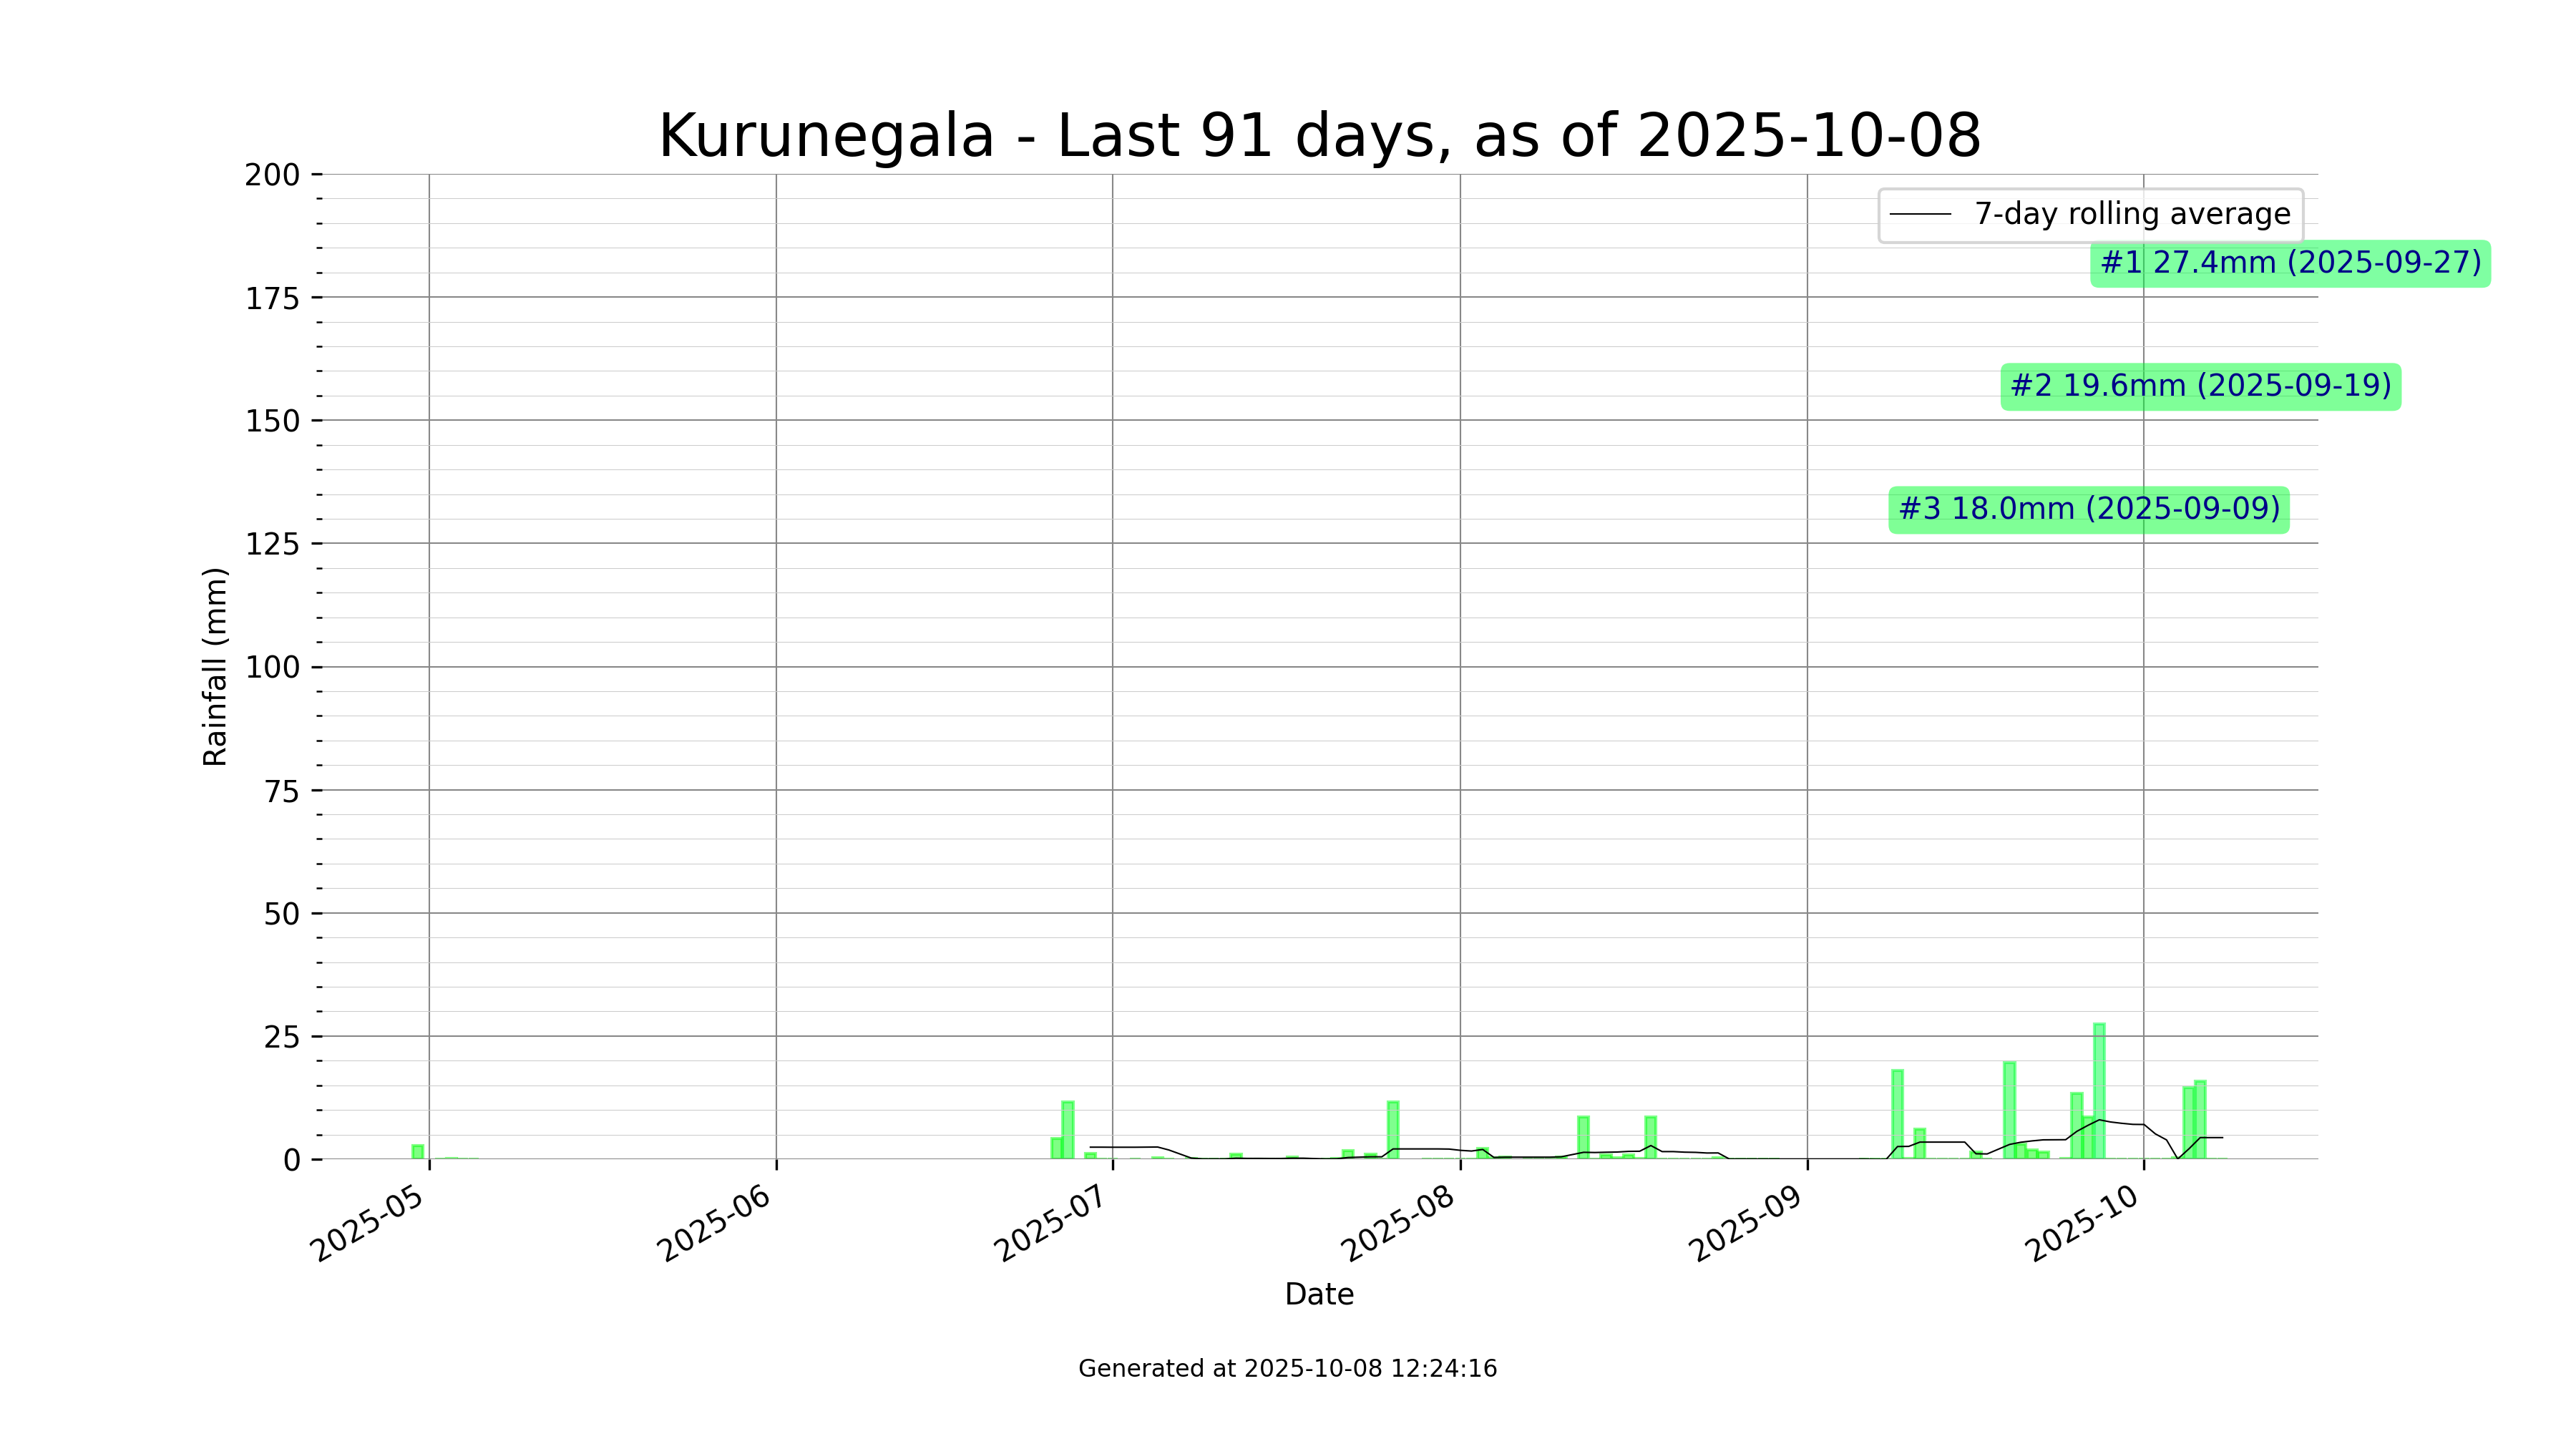 Kurunegala - Last 91 days, as of 2025-10-08
200
175
150
125
100
75
50
25
0
Rainfall (mm)
7-day rolling average
#1 27.4mm (2025-09-27)
#2 19.6mm (2025-09-19)
#3 18.0mm (2025-09-09)
2025-05
2025-06
2025-07
2025-08
2025-09
2025-10
Date
Generated at 2025-10-08 12:24:16